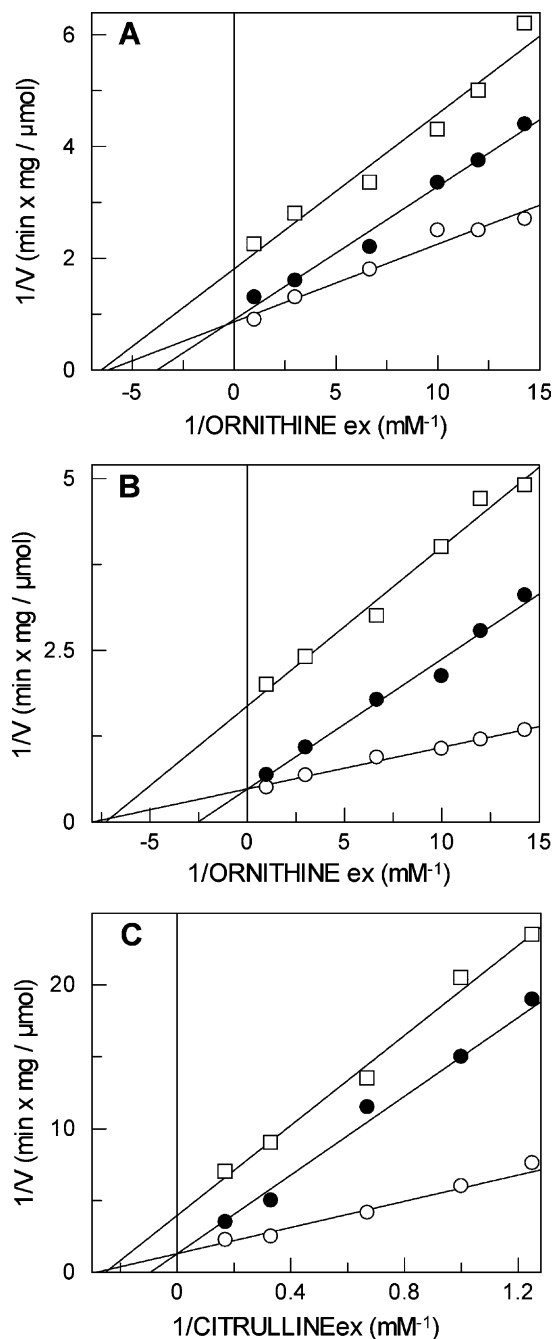 A
6
4
2
0
1/V (min x mg / µmol)
-5 0 5 10 15
1/ORNITHINE ex (mM-1)
B
5
2.5
0
1/V (min x mg / µmol)
-5 0 5 10 15
1/ORNITHINE ex (mM-1)
C
20
10
0
1/V (min x mg / µmol)
0 0.4 0.8 1.2
1/CITRULLINEex (mM-1)